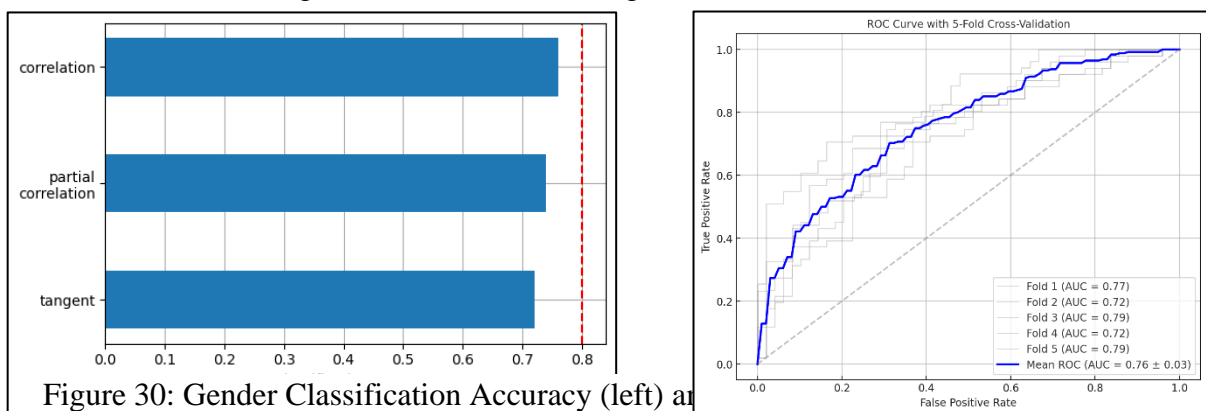 correlation
partial
correlation
tangent
0.0 0.1 0.2 0.3 0.4 0.5 0.6 0.7 0.8
Figure 30: Gender Classification Accuracy (left)
ROC Curve with 5-Fold Cross-Validation
True Positive Rate
1.0
0.8
0.6
0.4
0.2
0.0
Fold 1 (AUC = 0.77)
Fold 2 (AUC = 0.72)
Fold 3 (AUC = 0.79)
Fold 4 (AUC = 0.72)
Fold 5 (AUC = 0.79)
Mean ROC (AUC = 0.76 ± 0.03)
0.0 0.2 0.4 0.6 0.8 1.0
False Positive Rate